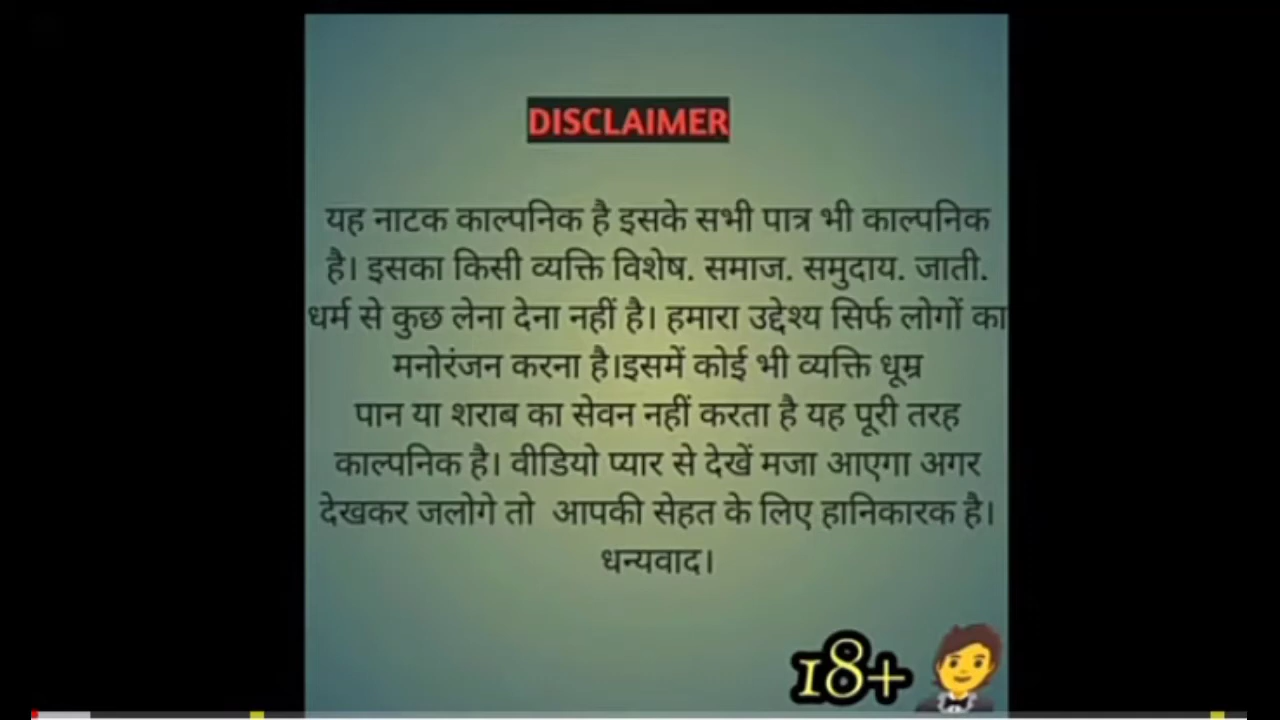 DISCLAIMER
यह नाटक काल्पनिक है इसके सभी पात्र भी काल्पनिक
है। इसका किसी व्यक्ति विशेष. समाज. समुदाय. जाती.
धर्म से कुछ लेना देना नहीं है। हमारा उद्देश्य सिर्फ लोगों का
मनोरंजन करना है।इसमें कोई भी व्यक्ति धूम्र
पान या शराब का सेवन नहीं करता है यह पूरी तरह
काल्पनिक है। वीडियो प्यार से देखें मजा आएगा अगर
देखकर जलोगे तो आपकी सेहत के लिए हानिकारक है।
धन्यवाद।
18+